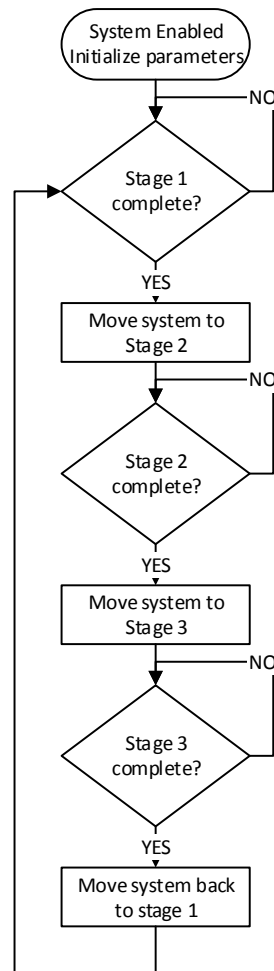 System Enabled
Initialize parameters
NO
Stage 1
complete?
YES
Move system to
Stage 2
NO
Stage 2
complete?
YES
Move system to
Stage 3
NO
Stage 3
complete?
YES
Move system back
to stage 1